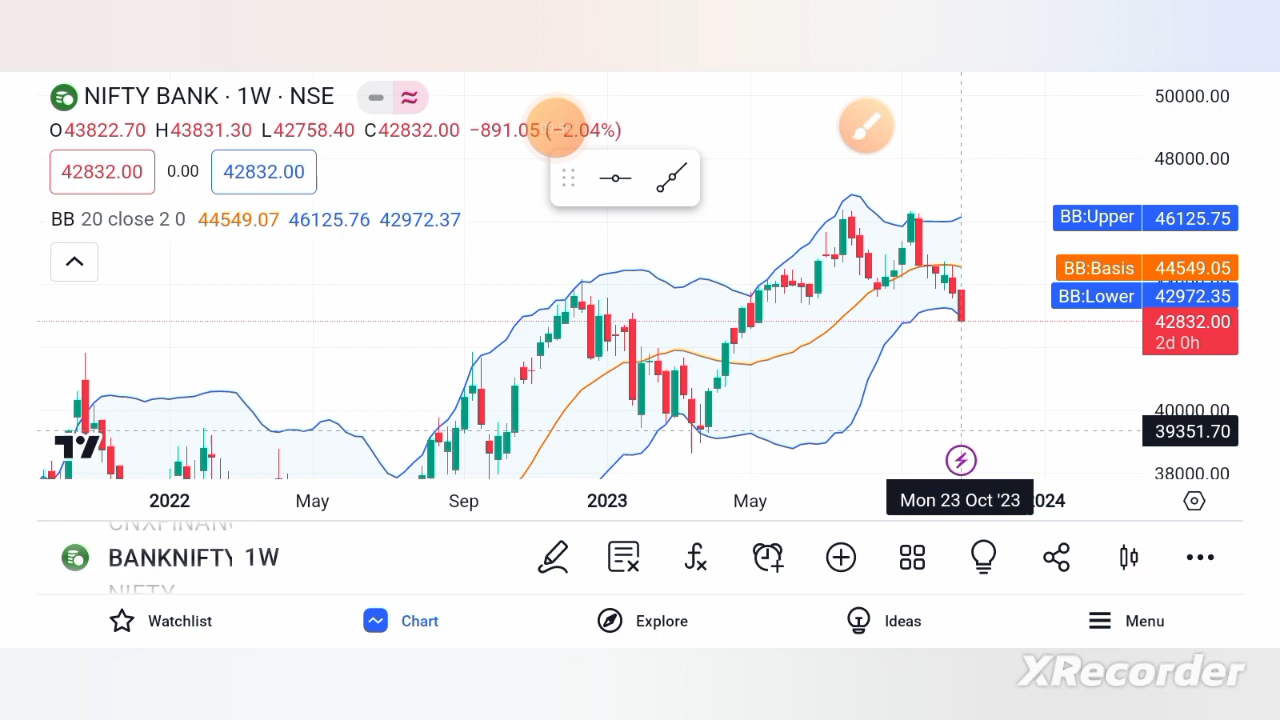 NIFTY BANK · 1W · NSE
O43822.70 H43831.30 L42758.40 C42832.00 −891.05 (−2.04%)
42832.00 0.00 42832.00
BB 20 close 2 0 44549.07 46125.76 42972.37
50000.00
48000.00
BB:Upper 46125.75
BB:Basis 44549.05
BB:Lower 42972.35
42832.00
2d 0h
40000.00
39351.70
38000.00
2022 May Sep 2023 May Mon 23 Oct '23 2024
CNXFINANC
BANKNIFTY 1W
NIFTY
Watchlist Chart Explore Ideas Menu
XRecorder